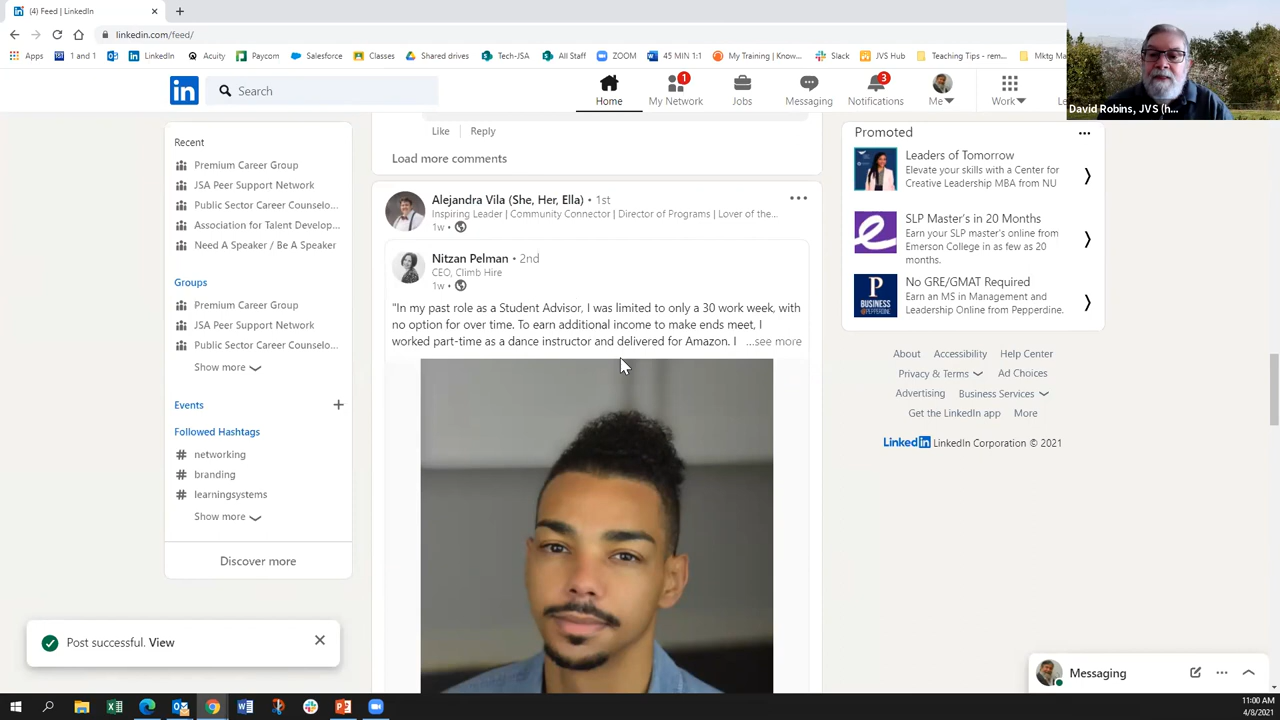 (4) Feed | LinkedIn
linkedin.com/feed/
Apps 1 and 1 LinkedIn Acuity Paycom Salesforce Classes Shared drives Tech-JSA All Staff ZOOM 45 MIN 1:1 My Training | Know... Slack JVS Hub Teaching Tips - rem... Mktg Ma
in Search
1 3
Home My Network Jobs Messaging Notifications Me Work Le
David Robins, JVS (h...
Recent
Premium Career Group
JSA Peer Support Network
Public Sector Career Counselo...
Association for Talent Develop...
Need A Speaker / Be A Speaker
Groups
Premium Career Group
JSA Peer Support Network
Public Sector Career Counselo...
Show more
Events +
Followed Hashtags
# networking
# branding
# learningsystems
Show more
Discover more
Post successful. View
Like Reply
Load more comments
Alejandra Vila (She, Her, Ella) • 1st
Inspiring Leader | Community Connector | Director of Programs | Lover of the...
1w •
Nitzan Pelman • 2nd
CEO, Climb Hire
1w •
"In my past role as a Student Advisor, I was limited to only a 30 work week, with
no option for over time. To earn additional income to make ends meet, I
worked part-time as a dance instructor and delivered for Amazon. I ...see more
Promoted
Leaders of Tomorrow
Elevate your skills with a Center for
Creative Leadership MBA from NU
SLP Master's in 20 Months
Earn your SLP master's online from
Emerson College in as few as 20
months.
P
BUSINESS
No GRE/GMAT Required
Earn an MS in Management and
Leadership Online from Pepperdine.
About Accessibility Help Center
Privacy & Terms Ad Choices
Advertising Business Services
Get the LinkedIn app More
LinkedIn LinkedIn Corporation © 2021
Messaging
11:00 AM
4/8/2021